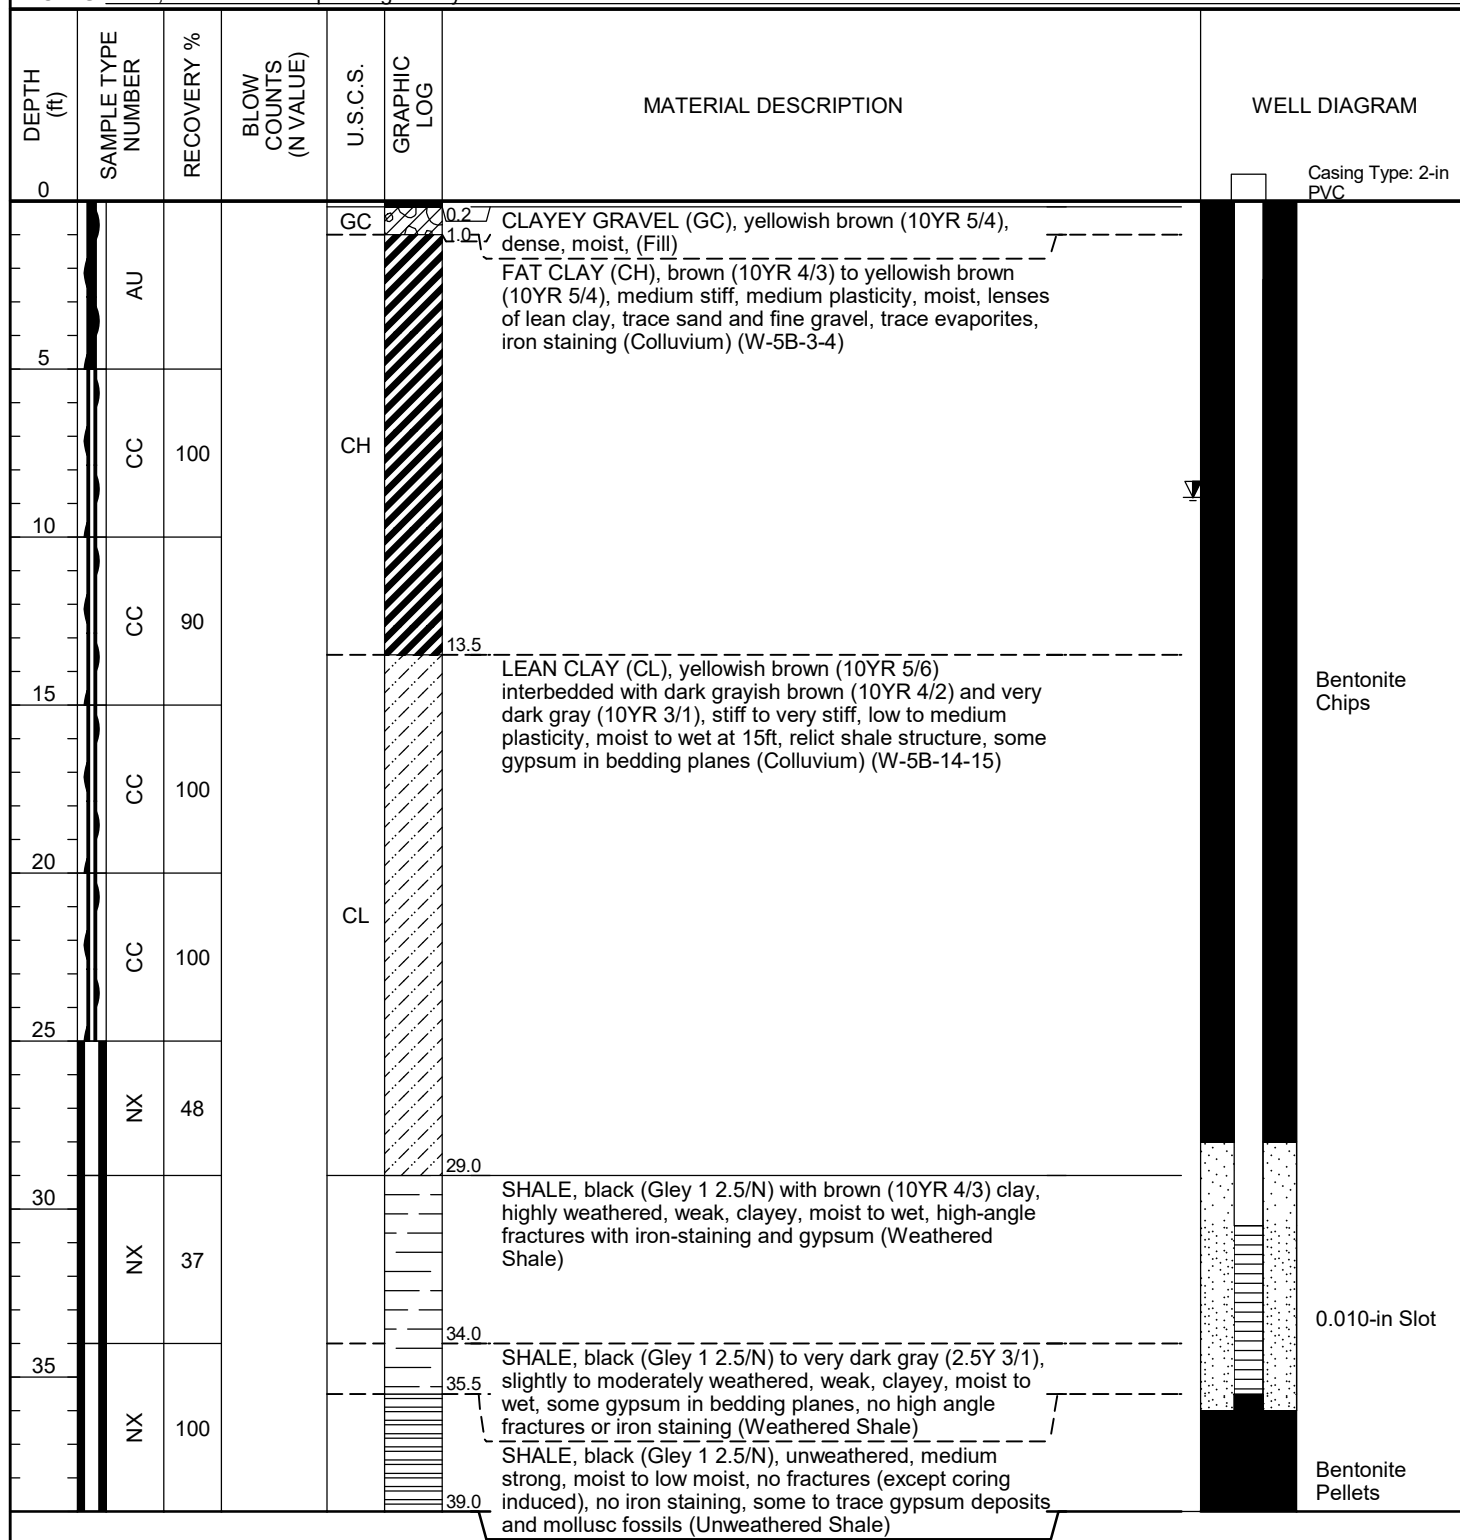 DEPTH
(ft)
SAMPLE TYPE
NUMBER
RECOVERY %
BLOW
COUNTS
(N VALUE)
U.S.C.S.
GRAPHIC
LOG
MATERIAL DESCRIPTION
WELL DIAGRAM
Casing Type: 2-in
PVC
0
GC
0.2
CLAYEY GRAVEL (GC), yellowish brown (10YR 5/4),
dense, moist, (Fill)
1.0
FAT CLAY (CH), brown (10YR 4/3) to yellowish brown
(10YR 5/4), medium stiff, medium plasticity, moist, lenses
of lean clay, trace sand and fine gravel, trace evaporites,
iron staining (Colluvium) (W-5B-3-4)
AU
5
CC
100
CH
10
CC
90
13.5
LEAN CLAY (CL), yellowish brown (10YR 5/6)
interbedded with dark grayish brown (10YR 4/2) and very
dark gray (10YR 3/1), stiff to very stiff, low to medium
plasticity, moist to wet at 15ft, relict shale structure, some
gypsum in bedding planes (Colluvium) (W-5B-14-15)
Bentonite
Chips
15
CC
100
20
CC
100
CL
25
NX
48
29.0
SHALE, black (Gley 1 2.5/N) with brown (10YR 4/3) clay,
highly weathered, weak, clayey, moist to wet, high-angle
fractures with iron-staining and gypsum (Weathered
Shale)
30
NX
37
0.010-in Slot
34.0
SHALE, black (Gley 1 2.5/N) to very dark gray (2.5Y 3/1),
slightly to moderately weathered, weak, clayey, moist to
wet, some gypsum in bedding planes, no high angle
fractures or iron staining (Weathered Shale)
35
35.5
NX
100
SHALE, black (Gley 1 2.5/N), unweathered, medium
strong, moist to low moist, no fractures (except coring
induced), no iron staining, some to trace gypsum deposits
and mollusc fossils (Unweathered Shale)
39.0
Bentonite
Pellets